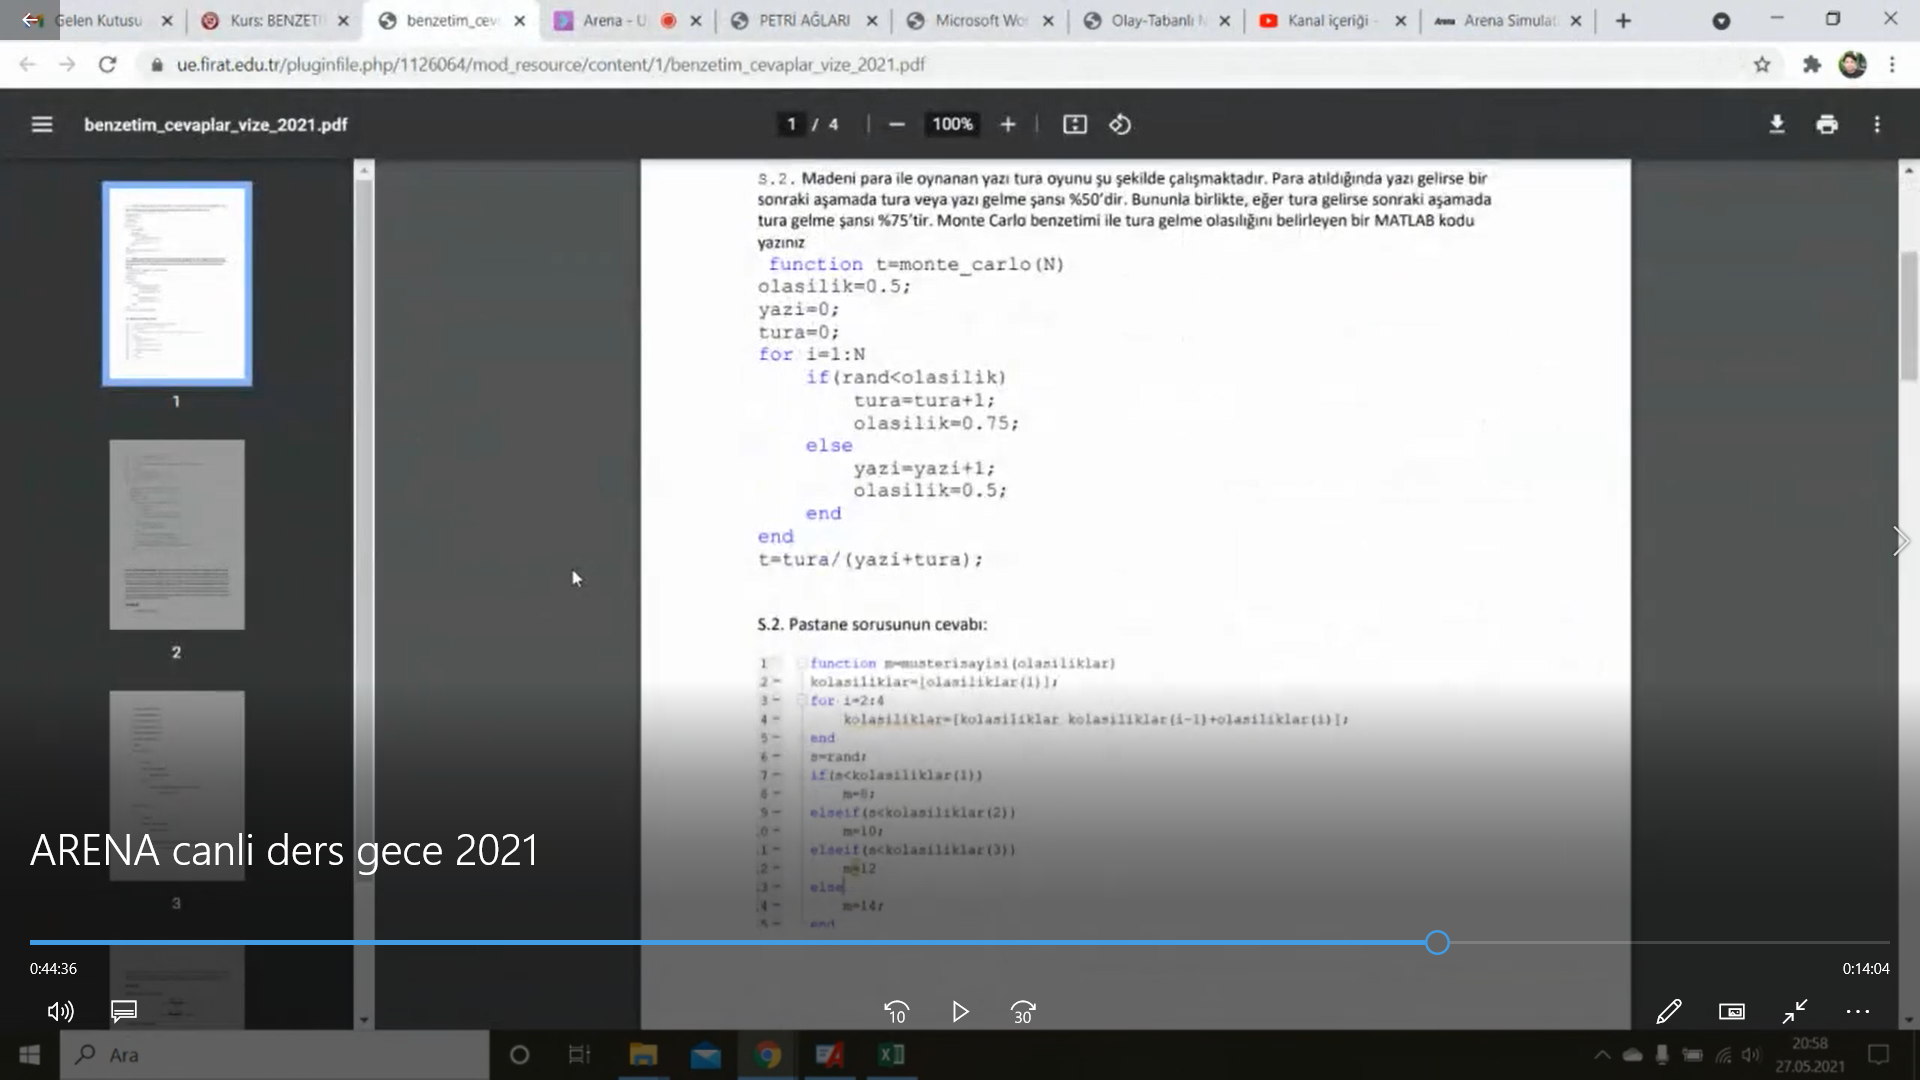 Gelen Kutusu
Kurs: BENZETİ
benzetim_cev
Arena - U
PETRİ AĞLARI
Microsoft Wo
Olay-Tabanlı
Kanal içeriği -
Arena Simulat
ue.firat.edu.tr/pluginfile.php/1126064/mod_resource/content/1/benzetim_cevaplar_vize_2021.pdf
benzetim_cevaplar_vize_2021.pdf
1 / 4
100%
S.2. Madeni para ile oynanan yazı tura oyunu şu şekilde çalışmaktadır. Para atıldığında yazı gelirse bir
sonraki aşamada tura veya yazı gelme şansı %50'dir. Bununla birlikte, eğer tura gelirse sonraki aşamada
tura gelme şansı %75'tir. Monte Carlo benzetimi ile tura gelme olasılığını belirleyen bir MATLAB kodu
yazınız
function t=monte_carlo(N)
olasilik=0.5;
yazi=0;
tura=0;
for i=1:N
if(rand<olasilik)
tura=tura+1;
olasilik=0.75;
else
yazi=yazi+1;
olasilik=0.5;
end
end
t=tura/(yazi+tura);
S.2. Pastane sorusunun cevabı:
1 function m=musterisayisi(olasiliklar)
2 - kolasiliklar=[olasiliklar(1)];
3 - for i=2:4
4 - kolasiliklar=[kolasiliklar kolasiliklar(i-1)+olasiliklar(i)];
5 - end
6 - s=rand;
7 - if(s<kolasiliklar(1))
8 - m=8;
9 - elseif(s<kolasiliklar(2))
0 - m=10;
1 - elseif(s<kolasiliklar(3))
2 - m=12
3 - else
4 - m=14;
5 - end
1
2
3
ARENA canli ders gece 2021
0:44:36
0:14:04
10
30
Ara
20:58
27.05.2021